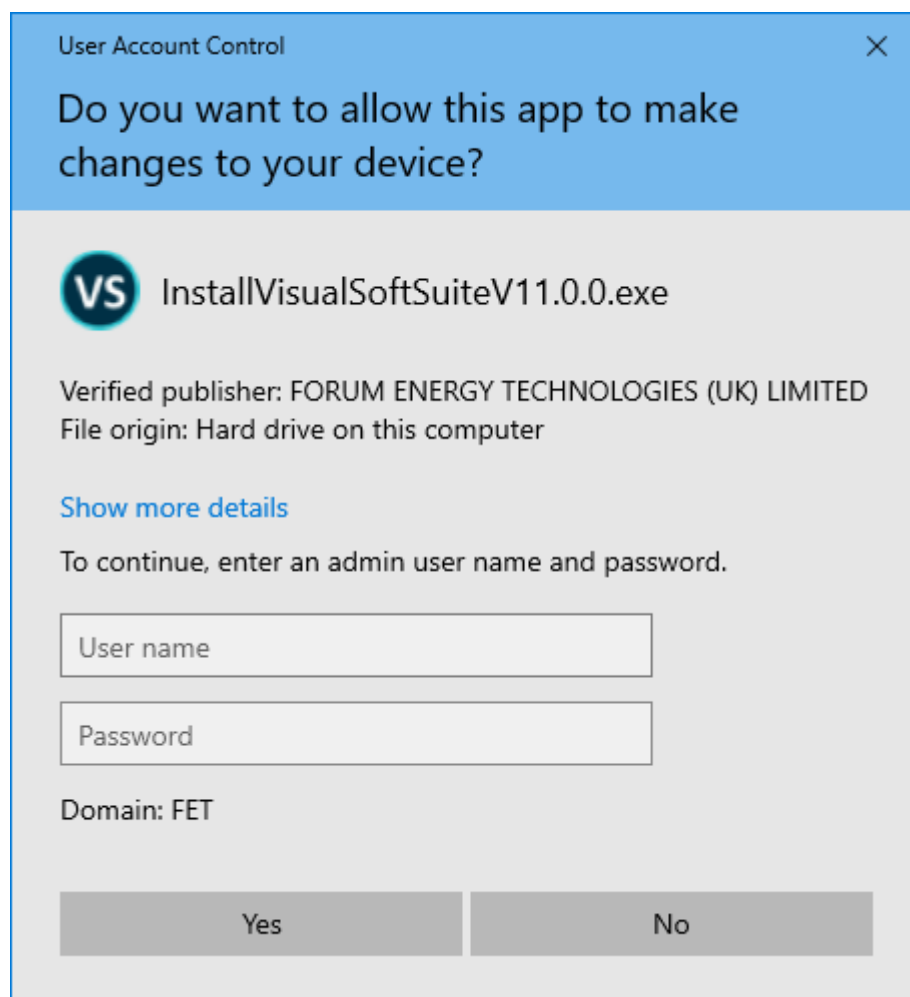 User Account Control
Do you want to allow this app to make
changes to your device?
VS
InstallVisualSoftSuiteV11.0.0.exe
Verified publisher: FORUM ENERGY TECHNOLOGIES (UK) LIMITED
File origin: Hard drive on this computer
Show more details
To continue, enter an admin user name and password.
User name
Password
Domain: FET
Yes
No